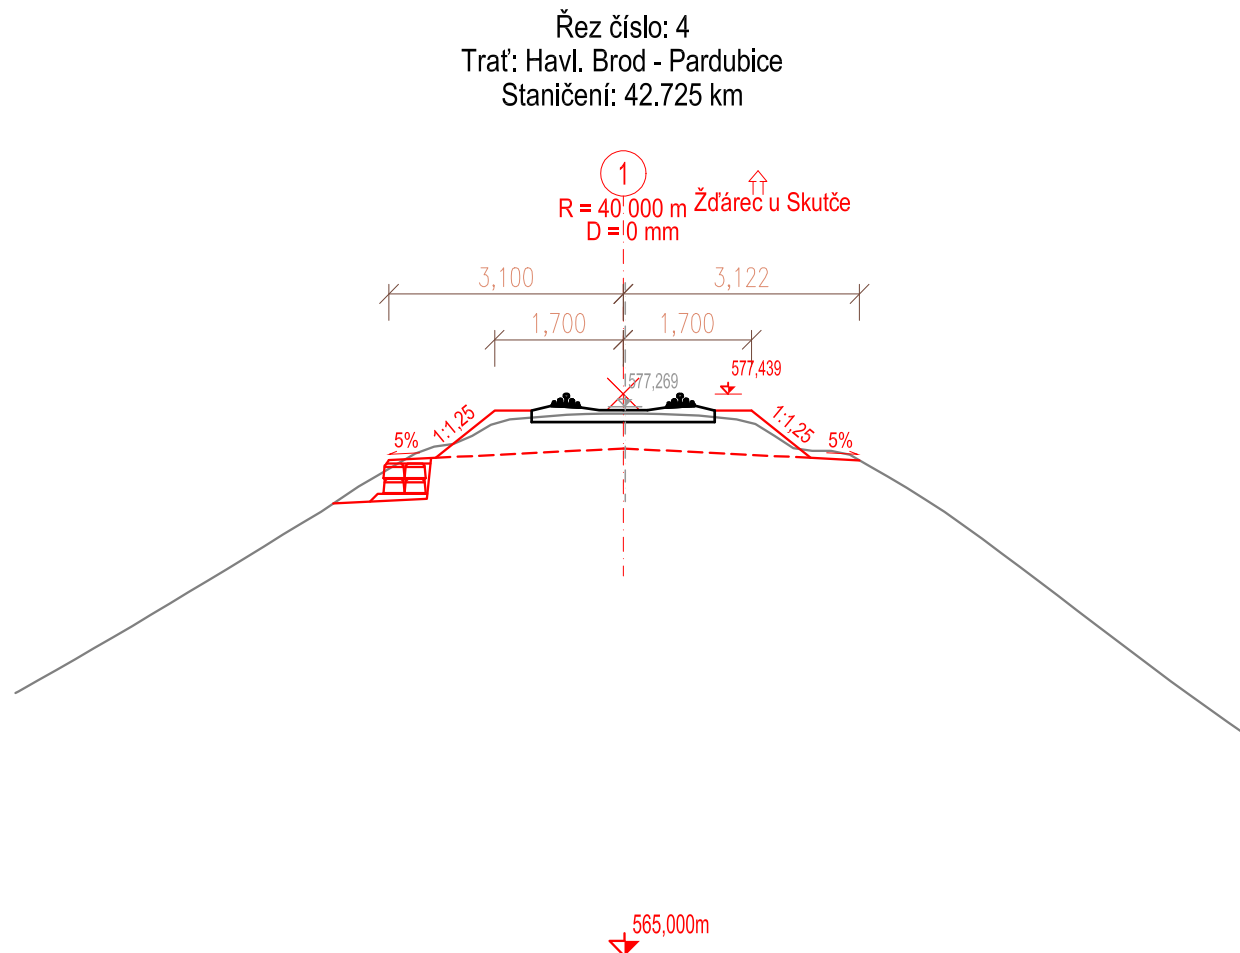 Řez číslo: 4
Trať: Havl. Brod - Pardubice
Staničení: 42.725 km
1
R = 40 000 m
Žďárec u Skutče
D = 0 mm
3,100
3,122
1,700
1,700
577,439
577,269
1:1,25
1:1,25
5%
5%
565,000m